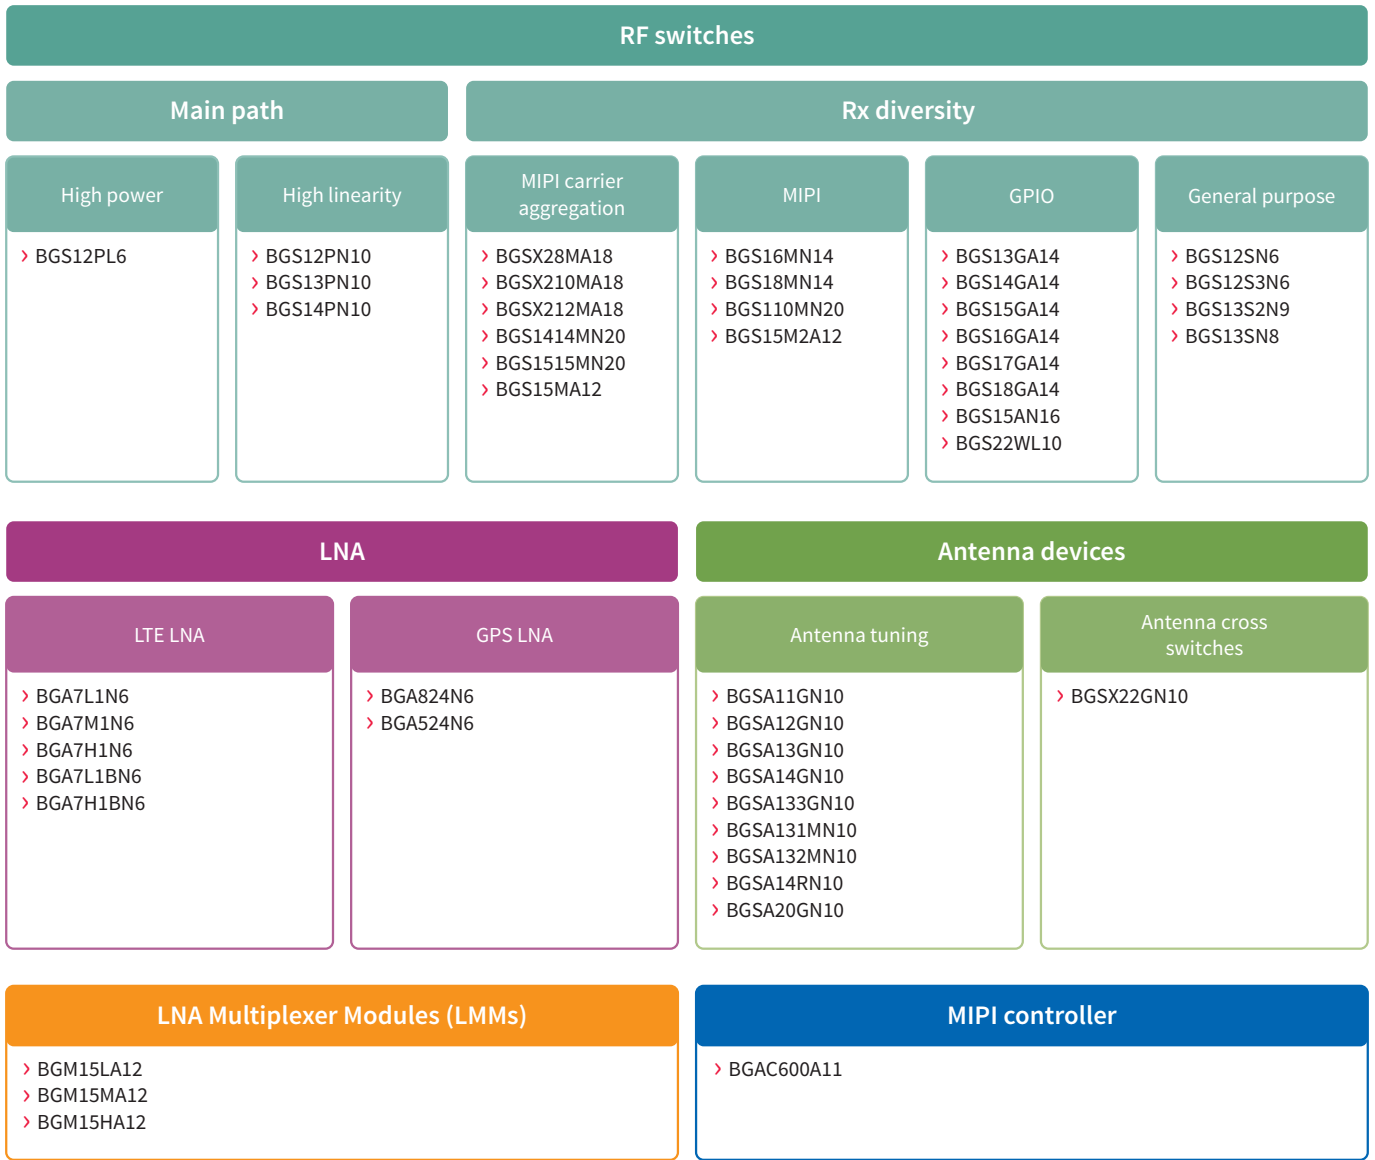 RF switches
Main path
Rx diversity
High power
BGS12PL6
High linearity
BGS12PN10
BGS13PN10
BGS14PN10
MIPI carrier
aggregation
BGSX28MA18
BGSX210MA18
BGSX212MA18
BGS1414MN20
BGS1515MN20
BGS15MA12
MIPI
BGS16MN14
BGS18MN14
BGS110MN20
BGS15M2A12
GPIO
BGS13GA14
BGS14GA14
BGS15GA14
BGS16GA14
BGS17GA14
BGS18GA14
BGS15AN16
BGS22WL10
General purpose
BGS12SN6
BGS12S3N6
BGS13S2N9
BGS13SN8
LNA
LTE LNA
BGA7L1N6
BGA7M1N6
BGA7H1N6
BGA7L1BN6
BGA7H1BN6
GPS LNA
BGA824N6
BGA524N6
Antenna devices
Antenna tuning
BGSA11GN10
BGSA12GN10
BGSA13GN10
BGSA14GN10
BGSA133GN10
BGSA131MN10
BGSA132MN10
BGSA14RN10
BGSA20GN10
Antenna cross
switches
BGSX22GN10
LNA Multiplexer Modules (LMMs)
BGM15LA12
BGM15MA12
BGM15HA12
MIPI controller
BGAC600A11